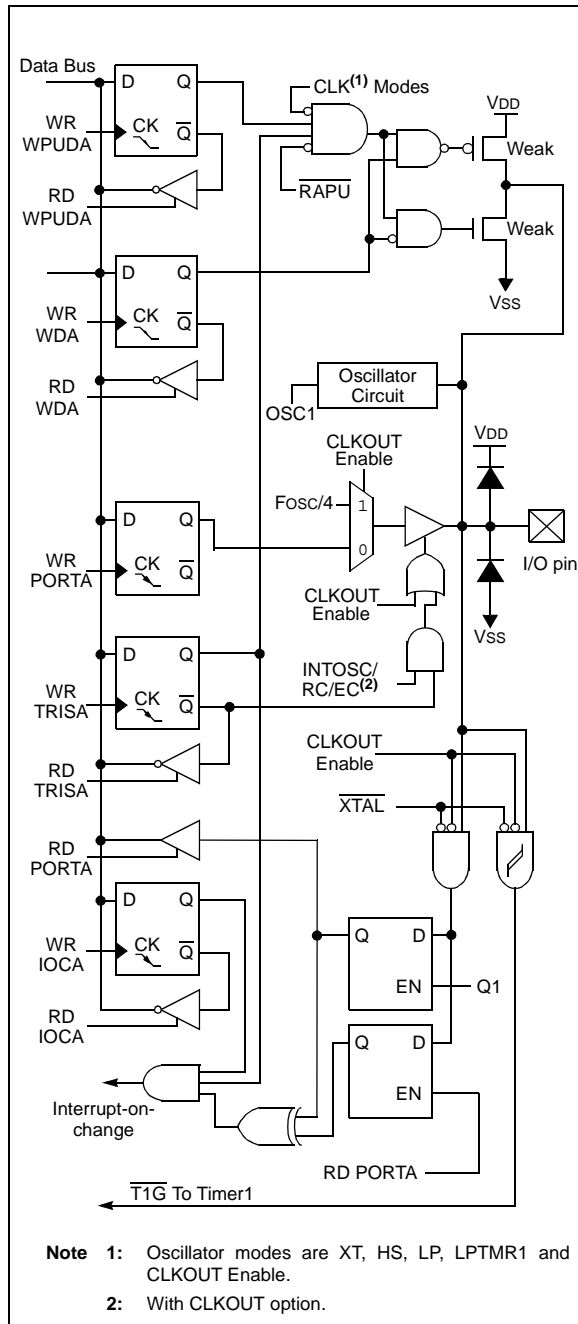 Data Bus
D Q
WR
WPUDA
CK Q
RD
WPUDA
CLK(1) Modes
RAPU
VDD
Weak
Weak
VSS
D Q
WR
WDA
CK Q
RD
WDA
Oscillator
Circuit
OSC1
CLKOUT
Enable
VDD
FOSC/4
1
0
D Q
WR
PORTA
CK Q
I/O pin
CLKOUT
Enable
VSS
D Q
INTOSC/
RC/EC(2)
WR
TRISA
CK Q
CLKOUT
Enable
RD
TRISA
XTAL
RD
PORTA
D Q
WR
IOCA
CK Q
Q D
EN
Q1
RD
IOCA
Q D
EN
Interrupt-on-
change
RD PORTA
T1G To Timer1
Note 1: Oscillator modes are XT, HS, LP, LPTMR1 and
CLKOUT Enable.
2: With CLKOUT option.